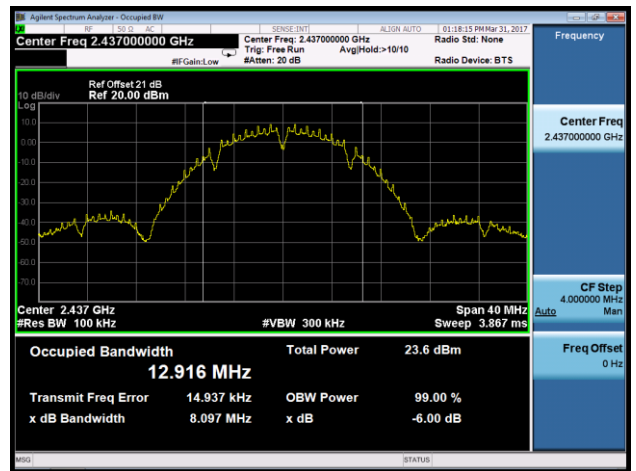 Agilent Spectrum Analyzer - Occupied BW
RF 50 Ω AC SENSE:INT ALIGN AUTO 01:18:15 PM Mar 31, 2017
Center Freq 2.437000000 GHz
Center Freq: 2.437000000 GHz
Radio Std: None
Trig: Free Run Avg|Hold:>10/10
#IFGain:Low #Atten: 20 dB
Radio Device: BTS
Ref Offset 21 dB
10 dB/div Ref 20.00 dBm
Log
10.0
0.00
-10.0
-20.0
-30.0
-40.0
-50.0
-60.0
-70.0
Center 2.437 GHz Span 40 MHz
#Res BW 100 kHz #VBW 300 kHz Sweep 3.867 ms
Occupied Bandwidth Total Power 23.6 dBm
12.916 MHz
Transmit Freq Error 14.937 kHz OBW Power 99.00 %
x dB Bandwidth 8.097 MHz x dB -6.00 dB
MSG STATUS
Frequency
Center Freq
2.437000000 GHz
CF Step
4.000000 MHz
Auto Man
Freq Offset
0 Hz